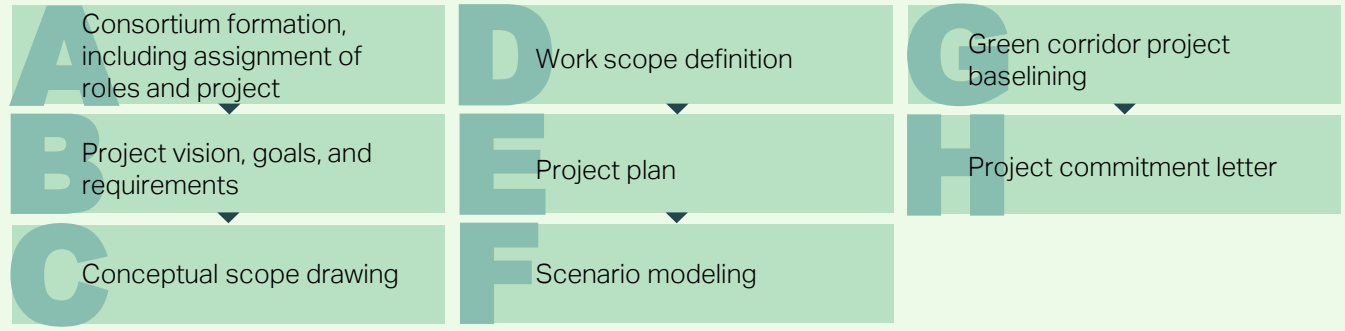 A
Consortium formation,
including assignment of
roles and project
B
Project vision, goals, and
requirements
C
Conceptual scope drawing
D
Work scope definition
E
Project plan
F
Scenario modeling
G
Green corridor project
baselining
H
Project commitment letter